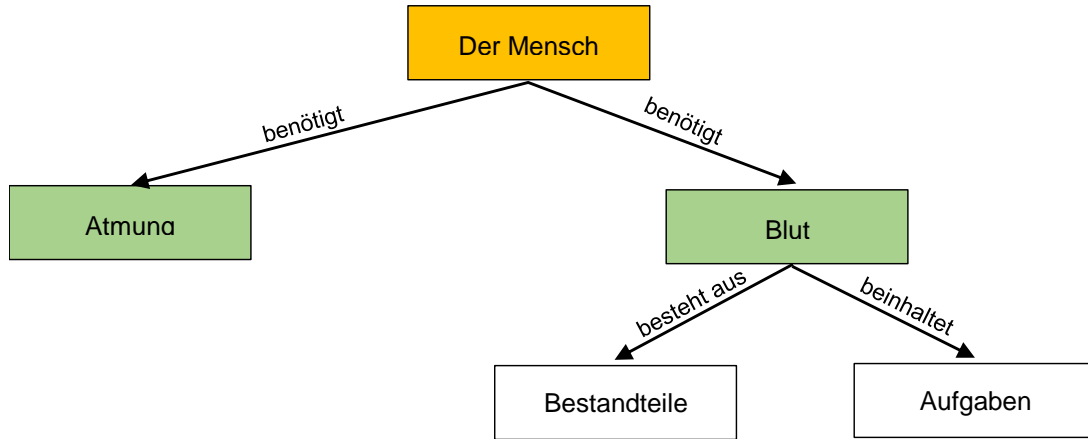 Der Mensch
benötigt
benötigt
Atmung
Blut
besteht aus
beinhaltet
Bestandteile
Aufgaben